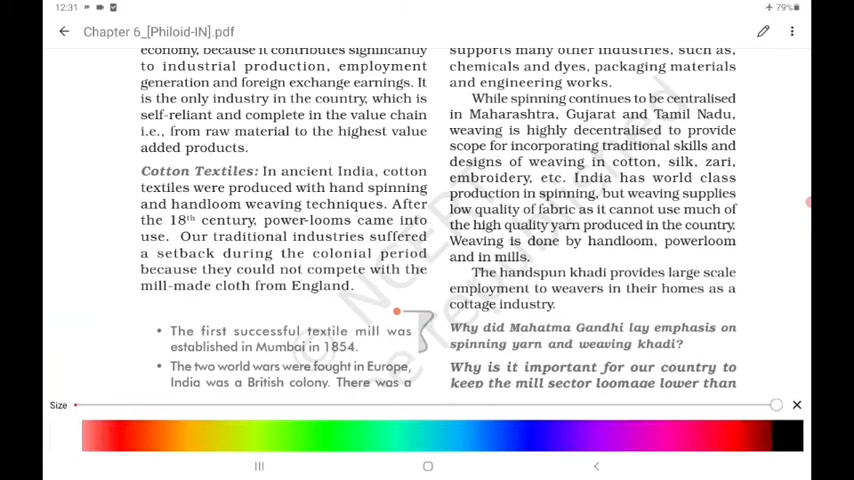 12:31
79%
Chapter 6_[Philoid-IN].pdf
economy, because it contributes significantly
to industrial production, employment
generation and foreign exchange earnings. It
is the only industry in the country, which is
self-reliant and complete in the value chain
i.e., from raw material to the highest value
added products.
Cotton Textiles: In ancient India, cotton
textiles were produced with hand spinning
and handloom weaving techniques. After
the 18th century, power-looms came into
use. Our traditional industries suffered
a setback during the colonial period
because they could not compete with the
mill-made cloth from England.
• The first successful textile mill was
established in Mumbai in 1854.
• The two world wars were fought in Europe,
India was a British colony. There was a
supports many other industries, such as,
chemicals and dyes, packaging materials
and engineering works.
While spinning continues to be centralised
in Maharashtra, Gujarat and Tamil Nadu,
weaving is highly decentralised to provide
scope for incorporating traditional skills and
designs of weaving in cotton, silk, zari,
embroidery, etc. India has world class
production in spinning, but weaving supplies
low quality of fabric as it cannot use much of
the high quality yarn produced in the country.
Weaving is done by handloom, powerloom
and in mills.
The handspun khadi provides large scale
employment to weavers in their homes as a
cottage industry.
Why did Mahatma Gandhi lay emphasis on
spinning yarn and weaving khadi?
Why is it important for our country to
keep the mill sector loomage lower than
© NCERT
be republished
Size